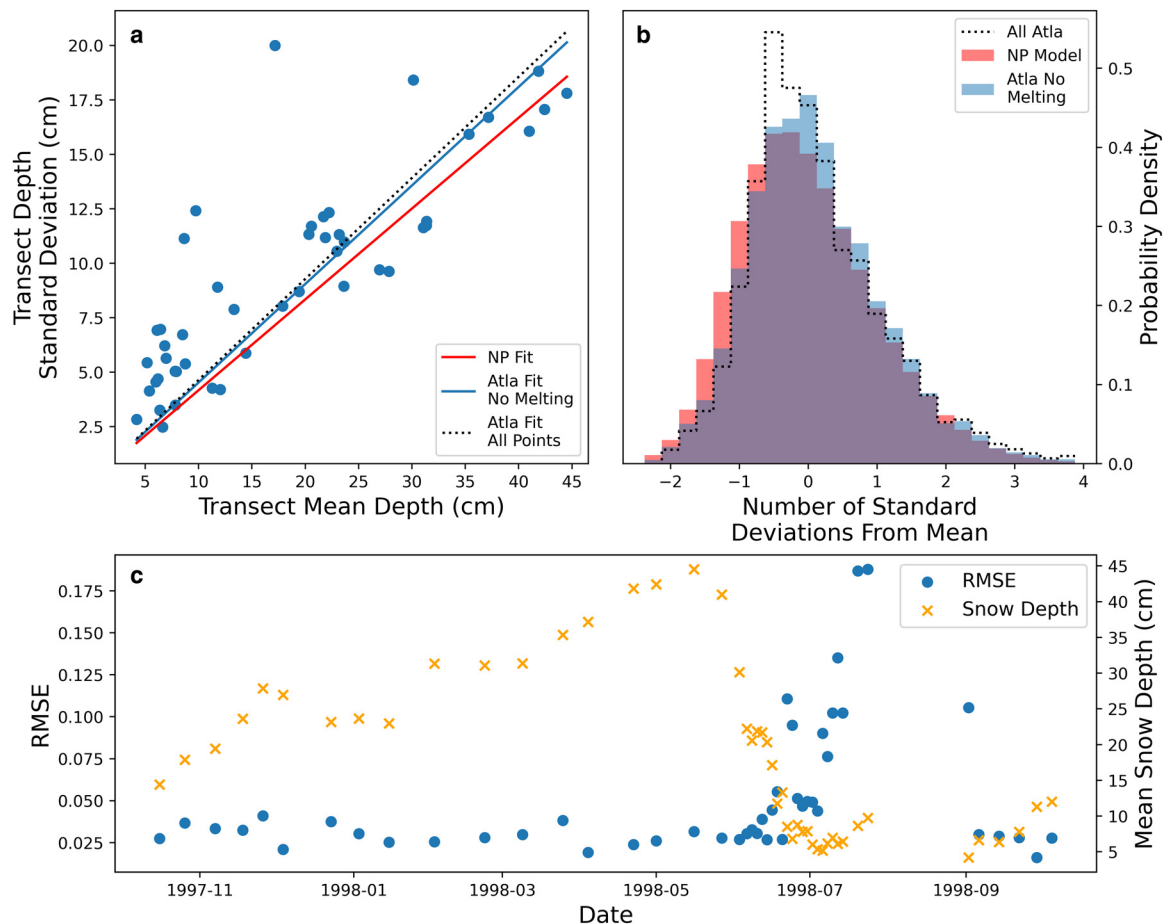 a
20.0
17.5
15.0
12.5
10.0
7.5
5.0
2.5
Transect Depth
Standard Deviation (cm)
NP Fit
Atla Fit
No Melting
Atla Fit
All Points
5 10 15 20 25 30 35 40 45
Transect Mean Depth (cm)
b
All Atla
NP Model
Atla No
Melting
0.5
0.4
0.3
0.2
0.1
0.0
Probability Density
−2 −1 0 1 2 3 4
Number of Standard
Deviations From Mean
c
RMSE
Snow Depth
0.175
0.150
0.125
0.100
0.075
0.050
0.025
RMSE
45
40
35
30
25
20
15
10
5
Mean Snow Depth (cm)
1997-11 1998-01 1998-03 1998-05 1998-07 1998-09
Date